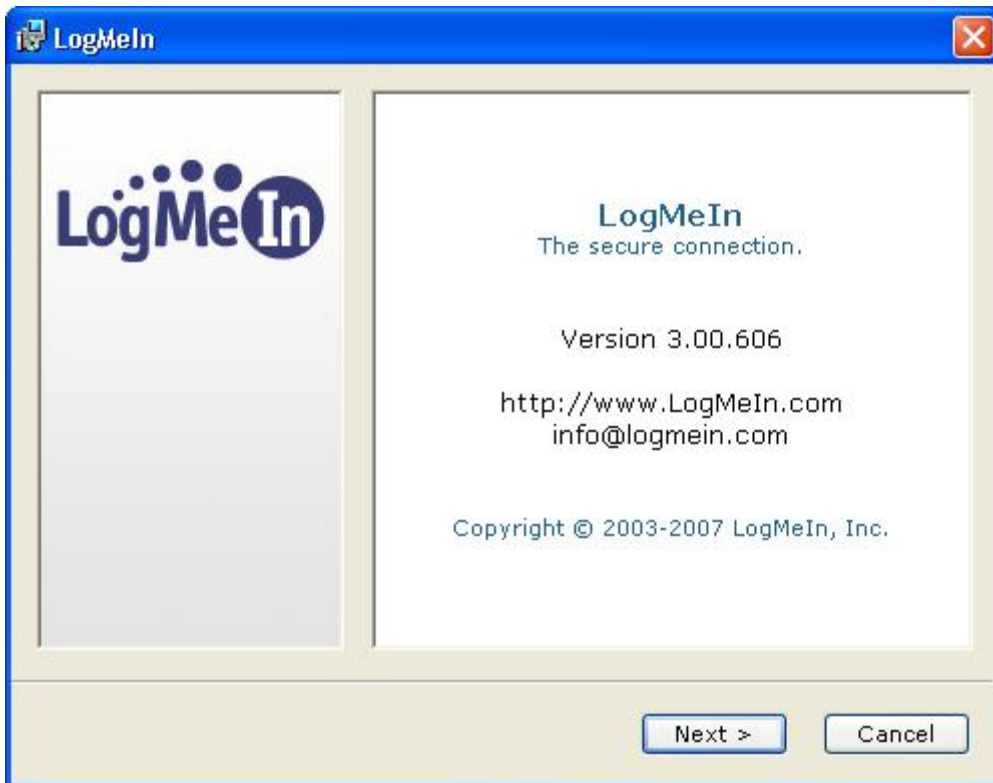 LogMeIn
LogMeIn
LogMeIn
The secure connection.
Version 3.00.606
http://www.LogMeIn.com
info@logmein.com
Copyright © 2003-2007 LogMeIn, Inc.
Next >
Cancel